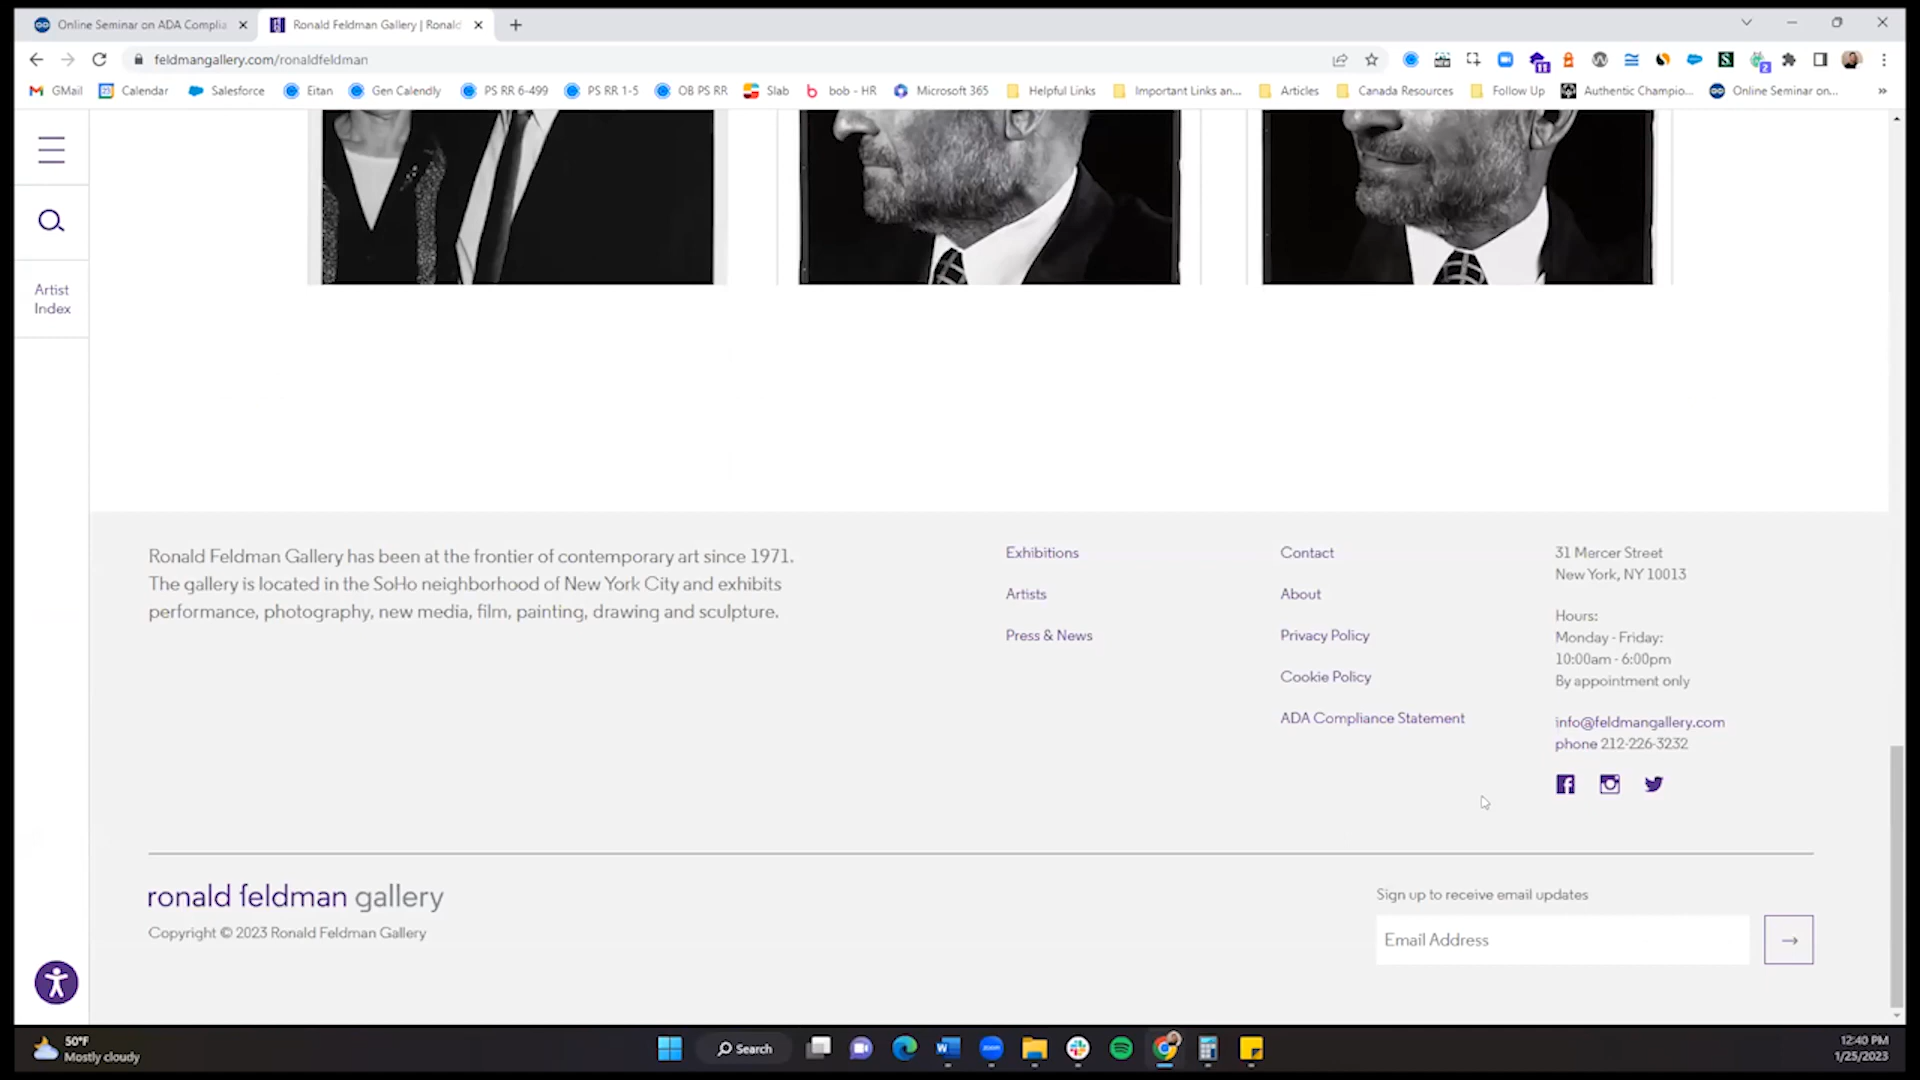 Online Seminar on ADA Complia
Ronald Feldman Gallery | Ronald
feldmangallery.com/ronaldfeldman
11
2
GMail
Calendar
Salesforce
Eitan
Gen Calendly
PS RR 6-499
PS RR 1-5
OB PS RR
Slab
bob - HR
Microsoft 365
Helpful Links
Important Links an...
Articles
Canada Resources
Follow Up
Authentic Champio...
Online Seminar on...
Artist
Index
Ronald Feldman Gallery has been at the frontier of contemporary art since 1971.
The gallery is located in the SoHo neighborhood of New York City and exhibits
performance, photography, new media, film, painting, drawing and sculpture.
Exhibitions
Artists
Press & News
Contact
About
Privacy Policy
Cookie Policy
ADA Compliance Statement
31 Mercer Street
New York, NY 10013
Hours:
Monday - Friday:
10:00am - 6:00pm
By appointment only
info@feldmangallery.com
phone 212-226-3232
ronald feldman gallery
Copyright © 2023 Ronald Feldman Gallery
Sign up to receive email updates
Email Address
50°F
Mostly cloudy
Search
12:40 PM
1/25/2023